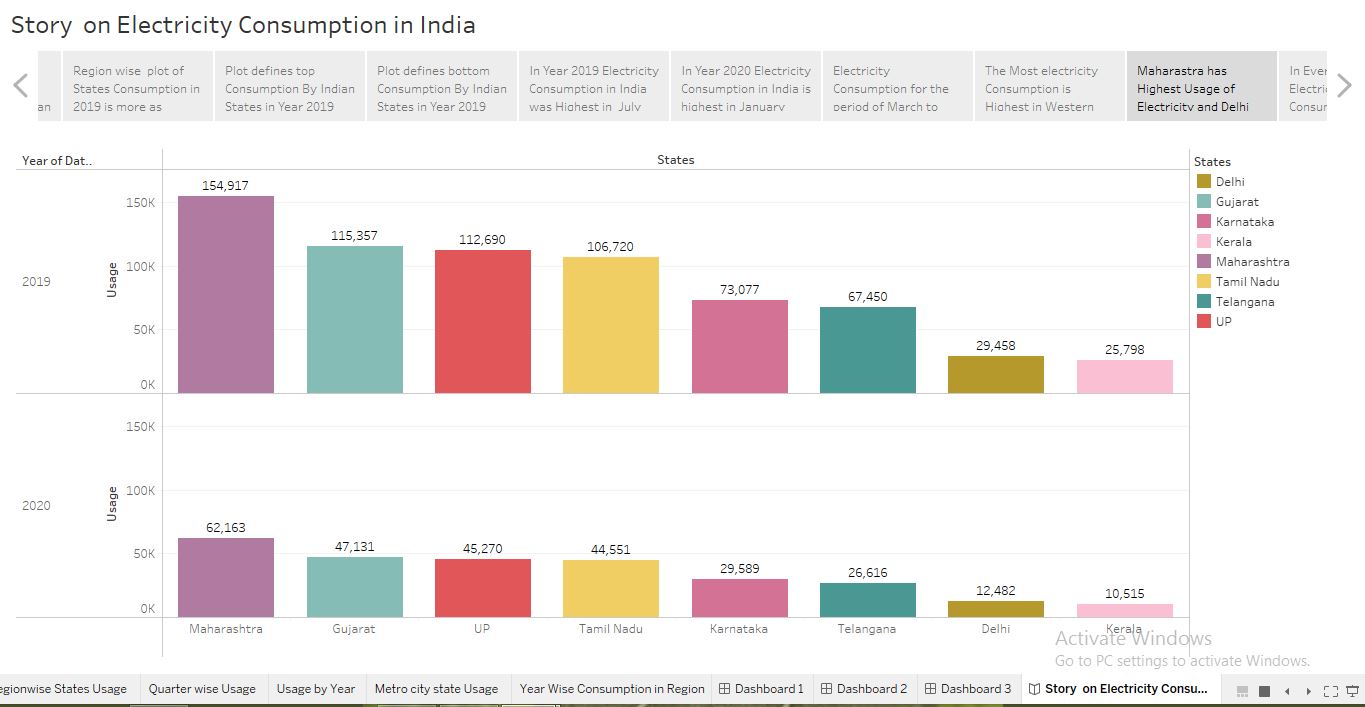 Story on Electricity Consumption in India
an
Region wise plot of
States Consumption in
2019 is more as
Plot defines top
Consumption By Indian
States in Year 2019
Plot defines bottom
Consumption By Indian
States in Year 2019
In Year 2019 Electricity
Consumption in India
was Highest in July
In Year 2020 Electricity
Consumption in India is
highest in January
Electricity
Consumption for the
period of March to
The Most electricity
Consumption is
Highest in Western
Maharastra has
Highest Usage of
Electricity and Delhi
In Ever
Electric
Consur
Year of Dat..
States
2019
Usage
150K
100K
50K
0K
154,917
115,357
112,690
106,720
73,077
67,450
29,458
25,798
2020
Usage
150K
100K
50K
0K
62,163
47,131
45,270
44,551
29,589
26,616
12,482
10,515
Maharashtra
Gujarat
UP
Tamil Nadu
Karnataka
Telangana
Delhi
Kerala
States
Delhi
Gujarat
Karnataka
Kerala
Maharashtra
Tamil Nadu
Telangana
UP
Activate Windows
Go to PC settings to activate Windows.
egionwise States Usage
Quarter wise Usage
Usage by Year
Metro city state Usage
Year Wise Consumption in Region
Dashboard 1
Dashboard 2
Dashboard 3
Story on Electricity Consu...